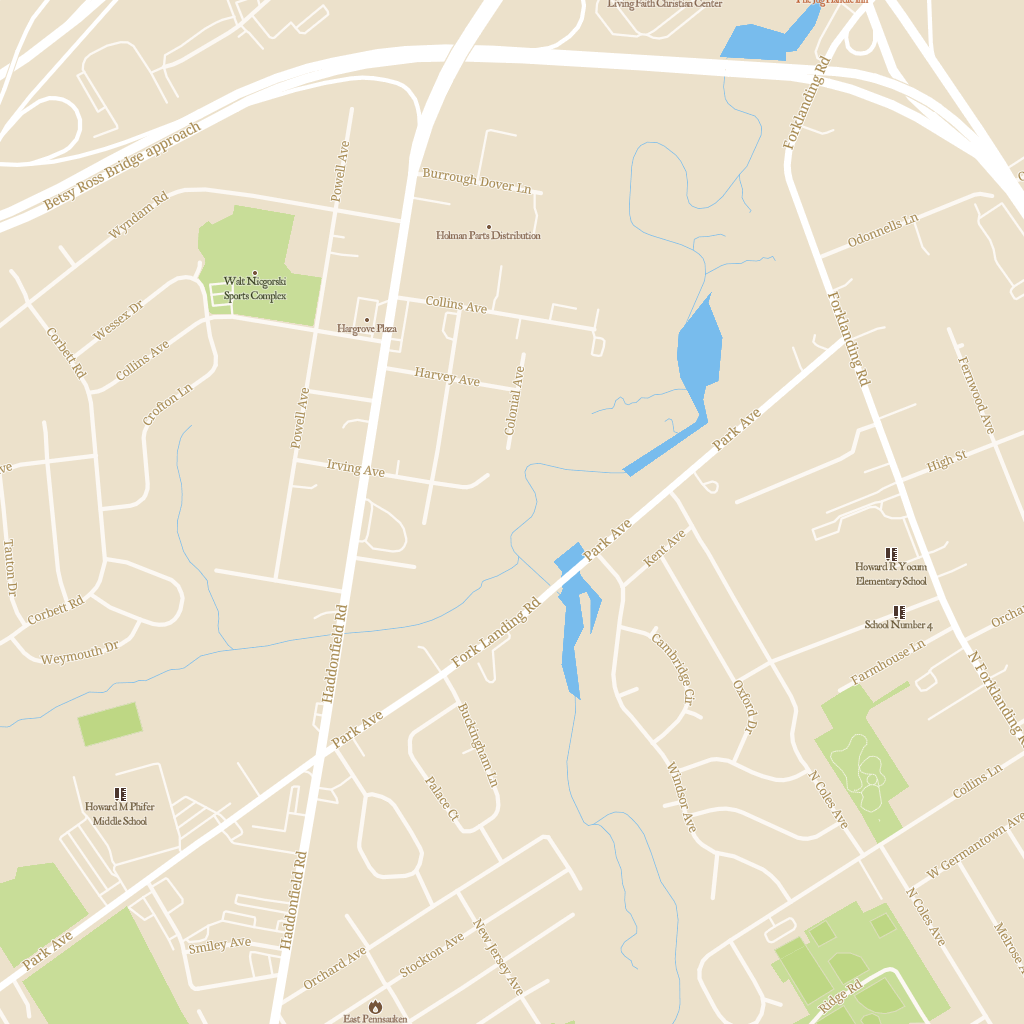 Living Faith Christian Center
Forklanding Rd
Betsy Ross Bridge approach
Powell Ave
Burrough Dover Ln
Wyndam Rd
Odonnells Ln
Holman Parts Distribution
Walt Nicgorski
Sports Complex
Wessex Dr
Collins Ave
Hargrove Plaza
Forklanding Rd
Corbett Rd
Collins Ave
Crofton Ln
Harvey Ave
Colonial Ave
Fernwood Ave
Park Ave
Powell Ave
Irving Ave
High St
Tauton Dr
Park Ave
Kent Ave
Howard R Yocum
Elementary School
School Number 4
Corbett Rd
Weymouth Dr
Haddonfield Rd
Fork Landing Rd
Cambridge Cir
Farmhouse Ln
N Forklanding Rd
Oxford Dr
Park Ave
Buckingham Ln
Palace Ct
Windsor Ave
N Coles Ave
Collins Ln
Howard M Phifer
Middle School
W Germantown Ave
Haddonfield Rd
N Coles Ave
Park Ave
Smiley Ave
Orchard Ave
Stockton Ave
New Jersey Ave
Ridge Rd
East Pennsauken